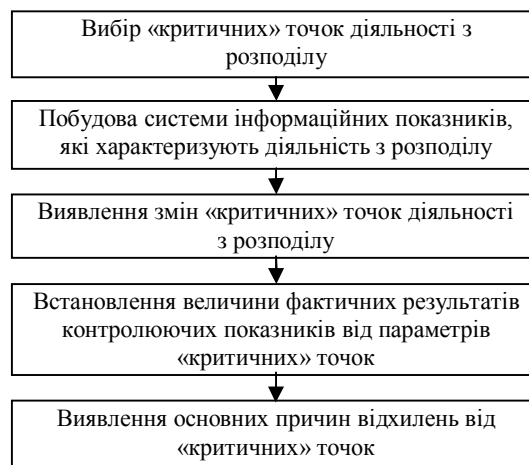 Вибір «критичних» точок діяльності з
розподілу
Побудова системи інформаційних показників,
які характеризують діяльність з розподілу
Виявлення змін «критичних» точок діяльності
з розподілу
Встановлення величини фактичних результатів
контролюючих показників від параметрів
«критичних» точок
Виявлення основних причин відхилень від
«критичних» точок